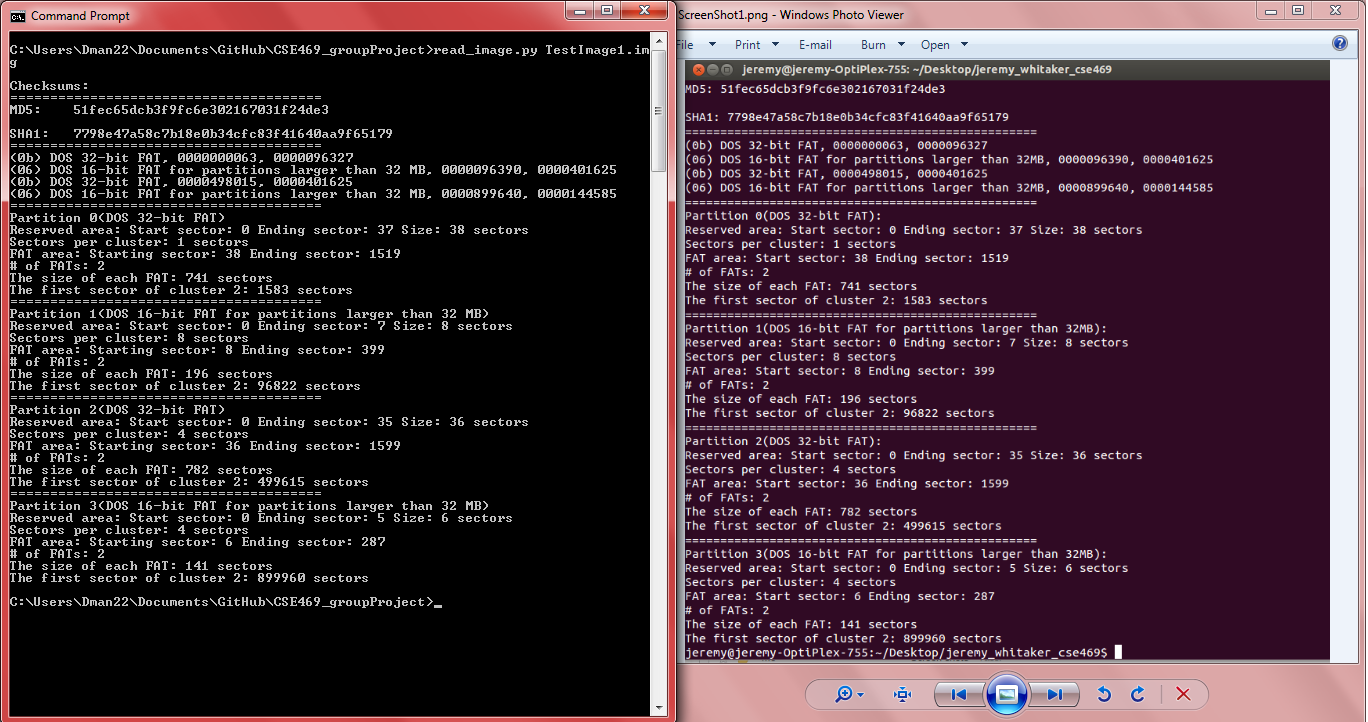 Command Prompt
C:\Users\Dman22\Documents\GitHub\CSE469_groupProject>read_image.py TestImage1.im
g
Checksums:
=======================================
MD5:    51fec65dcb3f9fc6e302167031f24de3
SHA1:   7798e47a58c7b18e0b34cfc83f41640aa9f65179
=======================================
(0b) DOS 32-bit FAT, 0000000063, 0000096327
(06) DOS 16-bit FAT for partitions larger than 32 MB, 0000096390, 0000401625
(0b) DOS 32-bit FAT, 0000498015, 0000401625
(06) DOS 16-bit FAT for partitions larger than 32 MB, 0000899640, 0000144585
=======================================
Partition 0(DOS 32-bit FAT)
Reserved area: Start sector: 0 Ending sector: 37 Size: 38 sectors
Sectors per cluster: 1 sectors
FAT area: Starting sector: 38 Ending sector: 1519
# of FATs: 2
The size of each FAT: 741 sectors
The first sector of cluster 2: 1583 sectors
=======================================
Partition 1(DOS 16-bit FAT for partitions larger than 32 MB)
Reserved area: Start sector: 0 Ending sector: 7 Size: 8 sectors
Sectors per cluster: 8 sectors
FAT area: Starting sector: 8 Ending sector: 399
# of FATs: 2
The size of each FAT: 196 sectors
The first sector of cluster 2: 96822 sectors
=======================================
Partition 2(DOS 32-bit FAT)
Reserved area: Start sector: 0 Ending sector: 35 Size: 36 sectors
Sectors per cluster: 4 sectors
FAT area: Starting sector: 36 Ending sector: 1599
# of FATs: 2
The size of each FAT: 782 sectors
The first sector of cluster 2: 499615 sectors
=======================================
Partition 3(DOS 16-bit FAT for partitions larger than 32 MB)
Reserved area: Start sector: 0 Ending sector: 5 Size: 6 sectors
Sectors per cluster: 4 sectors
FAT area: Starting sector: 6 Ending sector: 287
# of FATs: 2
The size of each FAT: 141 sectors
The first sector of cluster 2: 899960 sectors
C:\Users\Dman22\Documents\GitHub\CSE469_groupProject>_
ScreenShot1.png - Windows Photo Viewer
File Print E-mail Burn Open
jeremy@jeremy-OptiPlex-755: ~/Desktop/jeremy_whitaker_cse469
MD5: 51fec65dcb3f9fc6e302167031f24de3
SHA1: 7798e47a58c7b18e0b34cfc83f41640aa9f65179
==================================================
(0b) DOS 32-bit FAT, 0000000063, 0000096327
(06) DOS 16-bit FAT for partitions larger than 32MB, 0000096390, 0000401625
(0b) DOS 32-bit FAT, 0000498015, 0000401625
(06) DOS 16-bit FAT for partitions larger than 32MB, 0000899640, 0000144585
==================================================
Partition 0(DOS 32-bit FAT):
Reserved area: Start sector: 0 Ending sector: 37 Size: 38 sectors
Sectors per cluster: 1 sectors
FAT area: Start sector: 38 Ending sector: 1519
# of FATs: 2
The size of each FAT: 741 sectors
The first sector of cluster 2: 1583 sectors
==================================================
Partition 1(DOS 16-bit FAT for partitions larger than 32MB):
Reserved area: Start sector: 0 Ending sector: 7 Size: 8 sectors
Sectors per cluster: 8 sectors
FAT area: Start sector: 8 Ending sector: 399
# of FATs: 2
The size of each FAT: 196 sectors
The first sector of cluster 2: 96822 sectors
==================================================
Partition 2(DOS 32-bit FAT):
Reserved area: Start sector: 0 Ending sector: 35 Size: 36 sectors
Sectors per cluster: 4 sectors
FAT area: Start sector: 36 Ending sector: 1599
# of FATs: 2
The size of each FAT: 782 sectors
The first sector of cluster 2: 499615 sectors
==================================================
Partition 3(DOS 16-bit FAT for partitions larger than 32MB):
Reserved area: Start sector: 0 Ending sector: 5 Size: 6 sectors
Sectors per cluster: 4 sectors
FAT area: Start sector: 6 Ending sector: 287
# of FATs: 2
The size of each FAT: 141 sectors
The first sector of cluster 2: 899960 sectors
jeremy@jeremy-OptiPlex-755:~/Desktop/jeremy_whitaker_cse469$